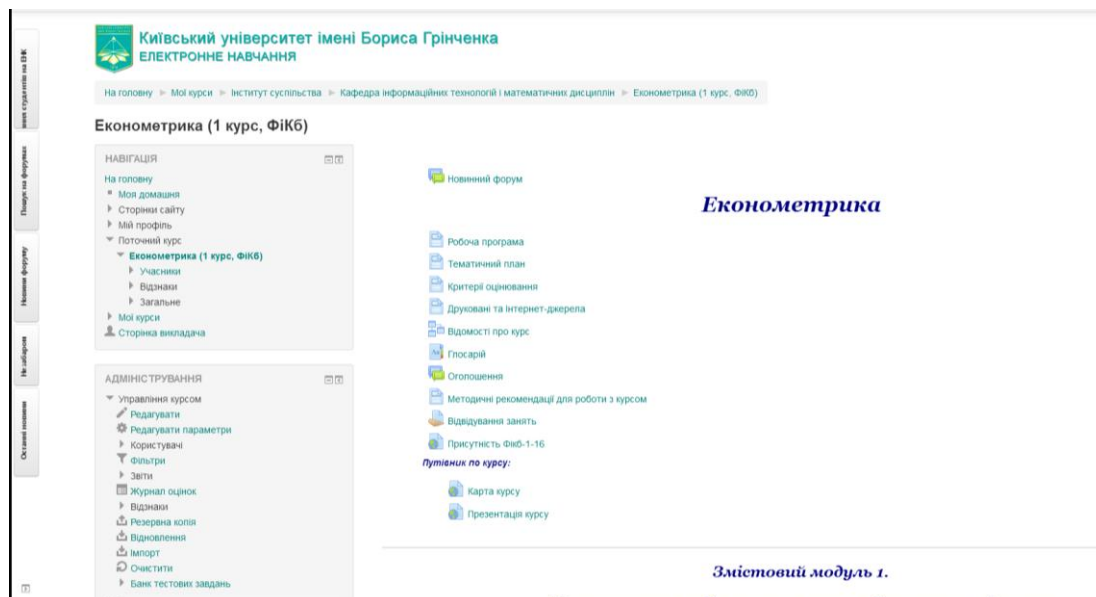 Київський університет імені Бориса Грінченка
ЕЛЕКТРОННЕ НАВЧАННЯ
На головну ► Мої курси ► Інститут суспільства ► Кафедра інформаційних технологій і математичних дисциплін ► Економетрика (1 курс, ФіКб)
Економетрика (1 курс, ФіКб)
студентів на ЕНК
Пошук на форумах
Новини форуму
Незабаром
Останні новини
НАВІГАЦІЯ
На головну
Моя домашня
Сторінки сайту
Мій профіль
Поточний курс
Економетрика (1 курс, ФіКб)
Учасники
Відзнаки
Загальне
Мої курси
Сторінка викладача
АДМІНІСТРУВАННЯ
Управління курсом
Редагувати
Редагувати параметри
Користувачі
Фільтри
Звіти
Журнал оцінок
Відзнаки
Резервна копія
Відновлення
Імпорт
Очистити
Банк тестових завдань
Новинний форум
Економетрика
Робоча програма
Тематичний план
Критерії оцінювання
Друковані та Інтернет-джерела
Відомості про курс
Глосарій
Оголошення
Методичні рекомендації для роботи з курсом
Відвідування занять
Присутність Фікб-1-16
Путівник по курсу:
Карта курсу
Презентація курсу
Змістовий модуль 1.